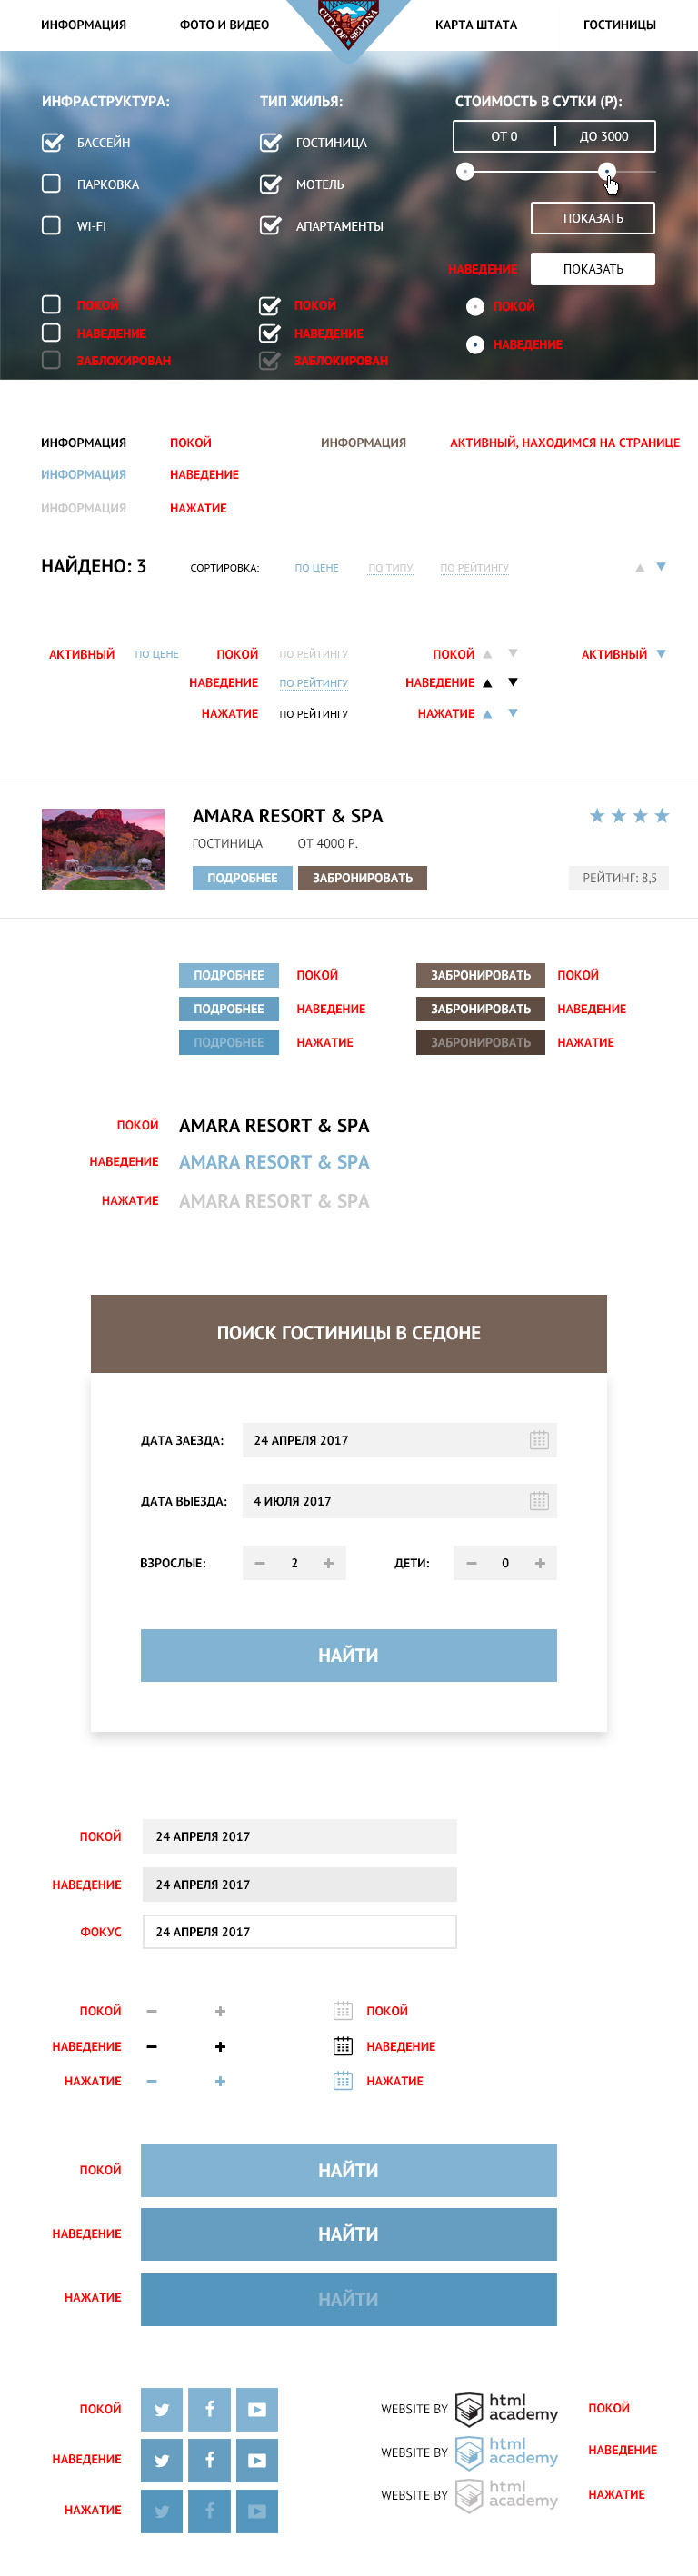 ИНФОРМАЦИЯ ФОТО И ВИДЕО КАРТА ШТАТА ГОСТИНИЦЫ
CITY OF SEDONA
ИНФРАСТРУКТУРА: ТИП ЖИЛЬЯ: СТОИМОСТЬ В СУТКИ (Р):
БАССЕЙН ГОСТИНИЦА ОТ 0 ДО 3000
ПАРКОВКА МОТЕЛЬ
WI-FI АПАРТАМЕНТЫ ПОКАЗАТЬ
НАВЕДЕНИЕ ПОКАЗАТЬ
ПОКОЙ ПОКОЙ ПОКОЙ
НАВЕДЕНИЕ НАВЕДЕНИЕ НАВЕДЕНИЕ
ЗАБЛОКИРОВАН ЗАБЛОКИРОВАН
ИНФОРМАЦИЯ ПОКОЙ ИНФОРМАЦИЯ АКТИВНЫЙ, НАХОДИМСЯ НА СТРАНИЦЕ
ИНФОРМАЦИЯ НАВЕДЕНИЕ
ИНФОРМАЦИЯ НАЖАТИЕ
НАЙДЕНО: 3 СОРТИРОВКА: ПО ЦЕНЕ ПО ТИПУ ПО РЕЙТИНГУ
АКТИВНЫЙ ПО ЦЕНЕ ПОКОЙ ПО РЕЙТИНГУ ПОКОЙ АКТИВНЫЙ
НАВЕДЕНИЕ ПО РЕЙТИНГУ НАВЕДЕНИЕ
НАЖАТИЕ ПО РЕЙТИНГУ НАЖАТИЕ
AMARA RESORT & SPA
ГОСТИНИЦА ОТ 4000 Р.
ПОДРОБНЕЕ ЗАБРОНИРОВАТЬ РЕЙТИНГ: 8,5
ПОДРОБНЕЕ ПОКОЙ ЗАБРОНИРОВАТЬ ПОКОЙ
ПОДРОБНЕЕ НАВЕДЕНИЕ ЗАБРОНИРОВАТЬ НАВЕДЕНИЕ
ПОДРОБНЕЕ НАЖАТИЕ ЗАБРОНИРОВАТЬ НАЖАТИЕ
ПОКОЙ AMARA RESORT & SPA
НАВЕДЕНИЕ AMARA RESORT & SPA
НАЖАТИЕ AMARA RESORT & SPA
ПОИСК ГОСТИНИЦЫ В СЕДОНЕ
ДАТА ЗАЕЗДА: 24 АПРЕЛЯ 2017
ДАТА ВЫЕЗДА: 4 ИЮЛЯ 2017
ВЗРОСЛЫЕ: − 2 + ДЕТИ: − 0 +
НАЙТИ
ПОКОЙ 24 АПРЕЛЯ 2017
НАВЕДЕНИЕ 24 АПРЕЛЯ 2017
ФОКУС 24 АПРЕЛЯ 2017
ПОКОЙ − + ПОКОЙ
НАВЕДЕНИЕ − + НАВЕДЕНИЕ
НАЖАТИЕ − + НАЖАТИЕ
ПОКОЙ НАЙТИ
НАВЕДЕНИЕ НАЙТИ
НАЖАТИЕ НАЙТИ
ПОКОЙ WEBSITE BY html academy ПОКОЙ
НАВЕДЕНИЕ WEBSITE BY html academy НАВЕДЕНИЕ
НАЖАТИЕ WEBSITE BY html academy НАЖАТИЕ